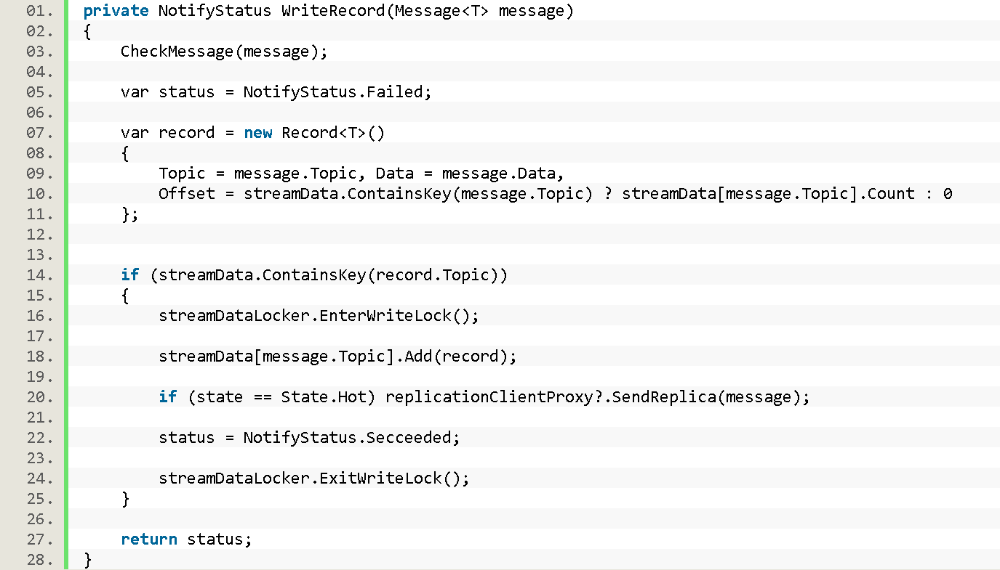 01. private NotifyStatus WriteRecord(Message<T> message)
02. {
03.     CheckMessage(message);
04.
05.     var status = NotifyStatus.Failed;
06.
07.     var record = new Record<T>()
08.     {
09.         Topic = message.Topic, Data = message.Data,
10.         Offset = streamData.ContainsKey(message.Topic) ? streamData[message.Topic].Count : 0
11.     };
12.
13.
14.     if (streamData.ContainsKey(record.Topic))
15.     {
16.         streamDataLocker.EnterWriteLock();
17.
18.         streamData[message.Topic].Add(record);
19.
20.         if (state == State.Hot) replicationClientProxy?.SendReplica(message);
21.
22.         status = NotifyStatus.Secceeded;
23.
24.         streamDataLocker.ExitWriteLock();
25.     }
26.
27.     return status;
28. }